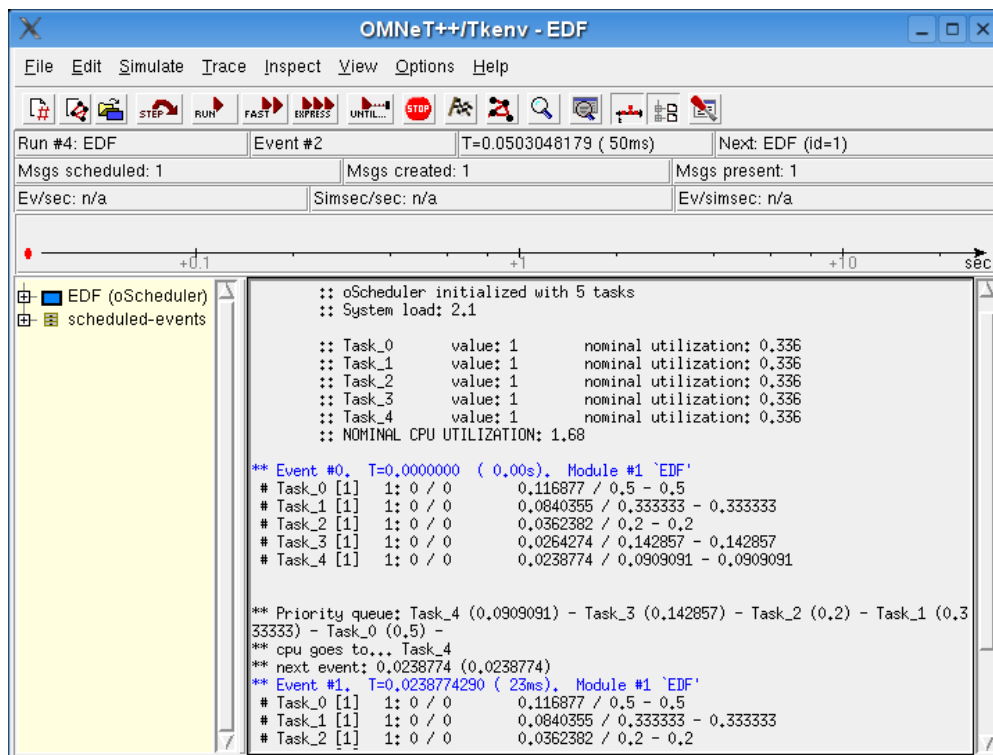 OMNeT++/Tkenv - EDF
File Edit Simulate Trace Inspect View Options Help
STEP RUN FAST EXPRESS UNTIL... STOP
Run #4: EDF Event #2 T=0.0503048179 ( 50ms) Next: EDF (id=1)
Msgs scheduled: 1 Msgs created: 1 Msgs present: 1
Ev/sec: n/a Simsec/sec: n/a Ev/simsec: n/a
+0.1 +1 +10 sec
EDF (oScheduler)
scheduled-events
:: oScheduler initialized with 5 tasks
:: System load: 2.1
:: Task_0 value: 1 nominal utilization: 0.336
:: Task_1 value: 1 nominal utilization: 0.336
:: Task_2 value: 1 nominal utilization: 0.336
:: Task_3 value: 1 nominal utilization: 0.336
:: Task_4 value: 1 nominal utilization: 0.336
:: NOMINAL CPU UTILIZATION: 1.68
** Event #0. T=0.0000000 ( 0.00s). Module #1 `EDF'
# Task_0 [1] 1: 0 / 0 0.116877 / 0.5 - 0.5
# Task_1 [1] 1: 0 / 0 0.0840355 / 0.333333 - 0.333333
# Task_2 [1] 1: 0 / 0 0.0362382 / 0.2 - 0.2
# Task_3 [1] 1: 0 / 0 0.0264274 / 0.142857 - 0.142857
# Task_4 [1] 1: 0 / 0 0.0238774 / 0.0909091 - 0.0909091
** Priority queue: Task_4 (0.0909091) - Task_3 (0.142857) - Task_2 (0.2) - Task_1 (0.3
33333) - Task_0 (0.5) -
** cpu goes to... Task_4
** next event: 0.0238774 (0.0238774)
** Event #1. T=0.0238774290 ( 23ms). Module #1 `EDF'
# Task_0 [1] 1: 0 / 0 0.116877 / 0.5 - 0.5
# Task_1 [1] 1: 0 / 0 0.0840355 / 0.333333 - 0.333333
# Task_2 [1] 1: 0 / 0 0.0362382 / 0.2 - 0.2